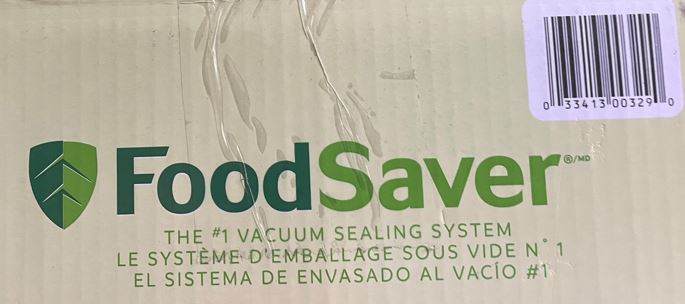 0 33413 00329 0
FoodSaver®/MD
THE #1 VACUUM SEALING SYSTEM
LE SYSTÈME D'EMBALLAGE SOUS VIDE N° 1
EL SISTEMA DE ENVASADO AL VACÍO #1